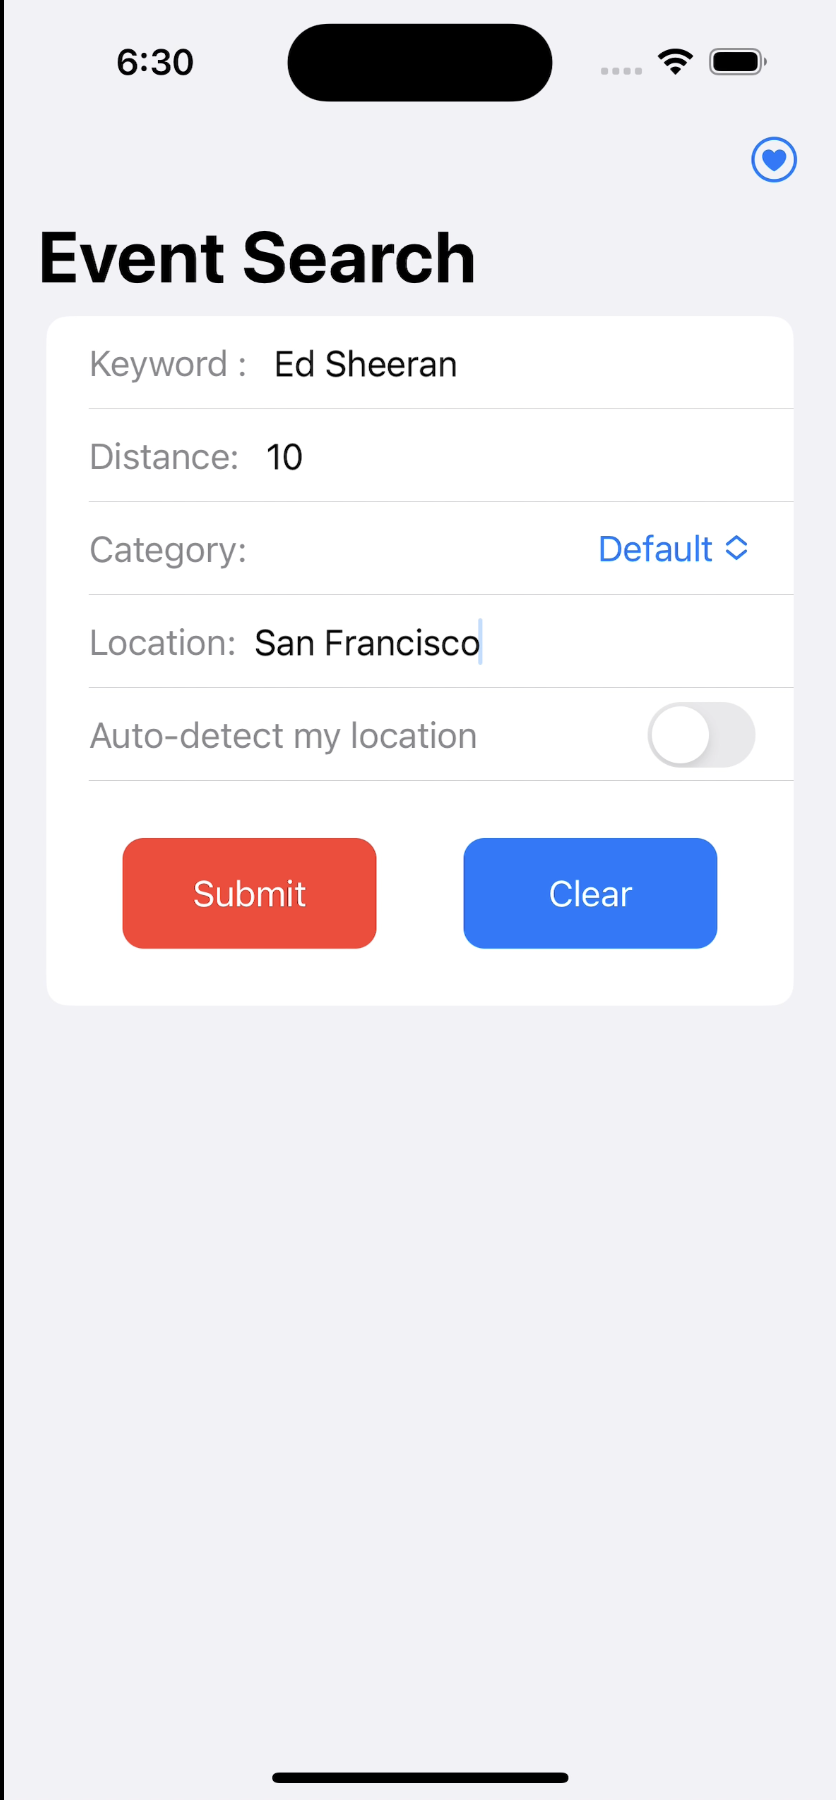 6:30
Event Search
Keyword : Ed Sheeran
Distance: 10
Category: Default
Location: San Francisco
Auto-detect my location
Submit Clear